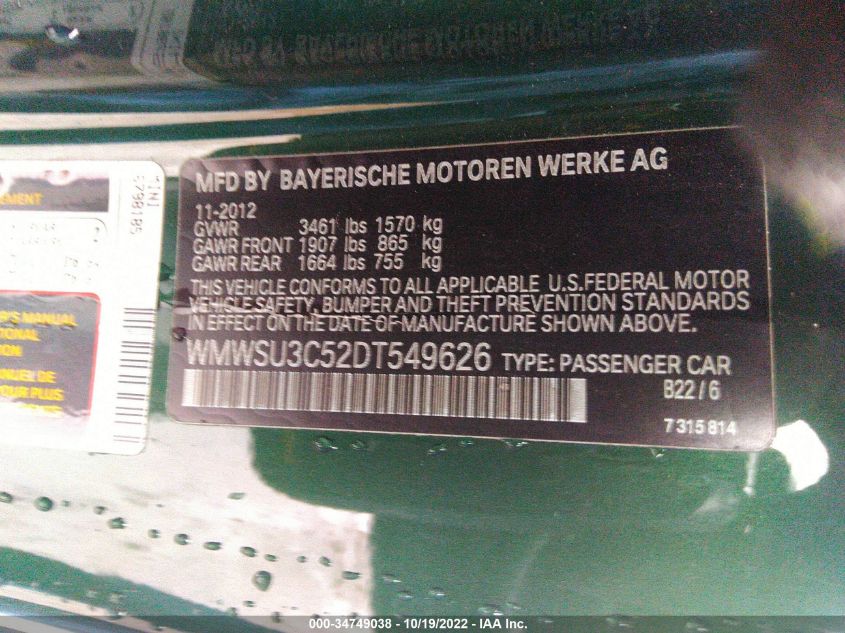 MFD BY BAYERISCHE MOTOREN WERKE AG
11-2012
GVWR 3461 lbs 1570 kg
GAWR FRONT 1907 lbs 865 kg
GAWR REAR 1664 lbs 755 kg
THIS VEHICLE CONFORMS TO ALL APPLICABLE U.S.FEDERAL MOTOR
VEHICLE SAFETY, BUMPER AND THEFT PREVENTION STANDARDS
IN EFFECT ON THE DATE OF MANUFACTURE SHOWN ABOVE.
WMWSU3C52DT549626 TYPE: PASSENGER CAR
B22/6
7 315 814
MINI
'S MANUAL
000-34749038 - 10/19/2022 - IAA Inc.